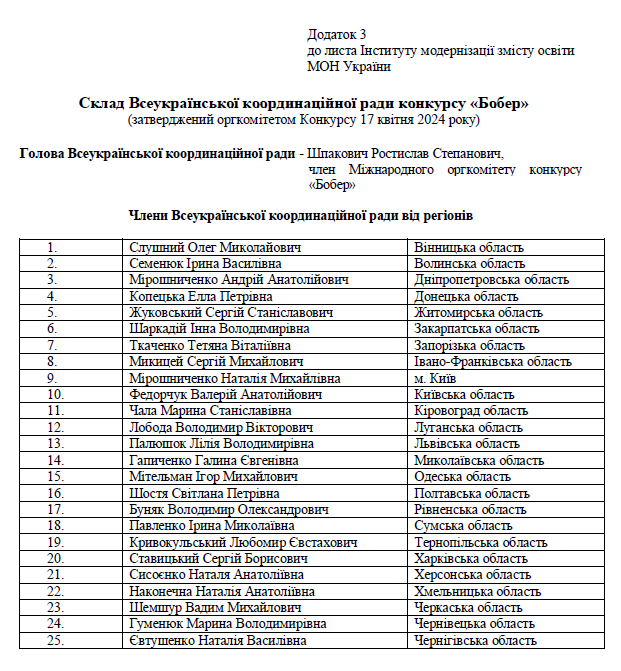 Додаток 3
до листа Інституту модернізації змісту освіти
МОН України
Склад Всеукраїнської координаційної ради конкурсу «Бобер»
(затверджений оргкомітетом Конкурсу 17 квітня 2024 року)
Голова Всеукраїнської координаційної ради - Шпакович Ростислав Степанович,
член Міжнародного оргкомітету конкурсу
«Бобер»
Члени Всеукраїнської координаційної ради від регіонів
1. Слушний Олег Миколайович Вінницька область
2. Семенюк Ірина Василівна Волинська область
3. Мірошниченко Андрій Анатолійович Дніпропетровська область
4. Копецька Елла Петрівна Донецька область
5. Жуковський Сергій Станіславович Житомирська область
6. Шаркадій Інна Володимирівна Закарпатська область
7. Ткаченко Тетяна Віталіївна Запорізька область
8. Микицей Сергій Михайлович Івано-Франківська область
9. Мірошниченко Наталія Михайлівна м. Київ
10. Федорчук Валерій Анатолійович Київська область
11. Чала Марина Станіславівна Кіровоград область
12. Лобода Володимир Вікторович Луганська область
13. Палюшок Лілія Володимирівна Львівська область
14. Гапиченко Галина Євгенівна Миколаївська область
15. Мітельман Ігор Михайлович Одеська область
16. Шостя Світлана Петрівна Полтавська область
17. Буняк Володимир Олександрович Рівненська область
18. Павленко Ірина Миколаївна Сумська область
19. Кривокульський Любомир Євстахович Тернопільська область
20. Ставицький Сергій Борисович Харківська область
21. Сисоєнко Наталя Анатоліївна Херсонська область
22. Наконечна Наталія Анатоліївна Хмельницька область
23. Шемшур Вадим Михайлович Черкаська область
24. Гуменюк Марина Володимирівна Чернівецька область
25. Євтушенко Наталія Василівна Чернігівська область